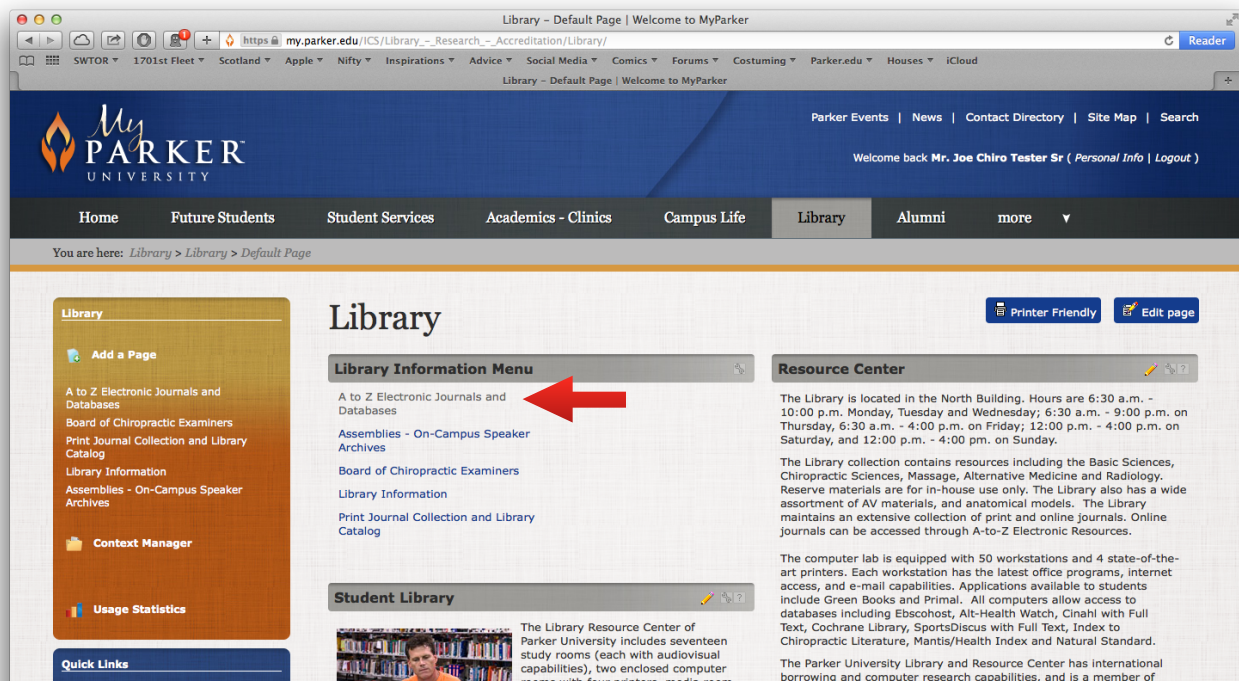 Library – Default Page | Welcome to MyParker
1
https my.parker.edu/ICS/Library_-_Research_-_Accreditation/Library/
Reader
SWTOR 1701st Fleet Scotland Apple Nifty Inspirations Advice Social Media Comics Forums Costuming Parker.edu Houses iCloud
Library – Default Page | Welcome to MyParker
My
PARKER
UNIVERSITY
Parker Events | News | Contact Directory | Site Map | Search
Welcome back Mr. Joe Chiro Tester Sr ( Personal Info | Logout )
Home Future Students Student Services Academics - Clinics Campus Life Library Alumni more
You are here: Library > Library > Default Page
Library
Add a Page
A to Z Electronic Journals and
Databases
Board of Chiropractic Examiners
Print Journal Collection and Library
Catalog
Library Information
Assemblies - On-Campus Speaker
Archives
Context Manager
Usage Statistics
Quick Links
Library
Printer Friendly
Edit page
Library Information Menu
A to Z Electronic Journals and
Databases
Assemblies - On-Campus Speaker
Archives
Board of Chiropractic Examiners
Library Information
Print Journal Collection and Library
Catalog
Student Library
The Library Resource Center of
Parker University includes seventeen
study rooms (each with audiovisual
capabilities), two enclosed computer
rooms with four printers, media room
Resource Center
The Library is located in the North Building. Hours are 6:30 a.m. -
10:00 p.m. Monday, Tuesday and Wednesday; 6:30 a.m. - 9:00 p.m. on
Thursday, 6:30 a.m. - 4:00 p.m. on Friday; 12:00 p.m. - 4:00 p.m. on
Saturday, and 12:00 p.m. - 4:00 pm. on Sunday.
The Library collection contains resources including the Basic Sciences,
Chiropractic Sciences, Massage, Alternative Medicine and Radiology.
Reserve materials are for in-house use only. The Library also has a wide
assortment of AV materials, and anatomical models. The Library
maintains an extensive collection of print and online journals. Online
journals can be accessed through A-to-Z Electronic Resources.
The computer lab is equipped with 50 workstations and 4 state-of-the-
art printers. Each workstation has the latest office programs, internet
access, and e-mail capabilities. Applications available to students
include Green Books and Primal. All computers allow access to
databases including Ebscohost, Alt-Health Watch, Cinahl with Full
Text, Cochrane Library, SportsDiscus with Full Text, Index to
Chiropractic Literature, Mantis/Health Index and Natural Standard.
The Parker University Library and Resource Center has international
borrowing and computer research capabilities, and is a member of